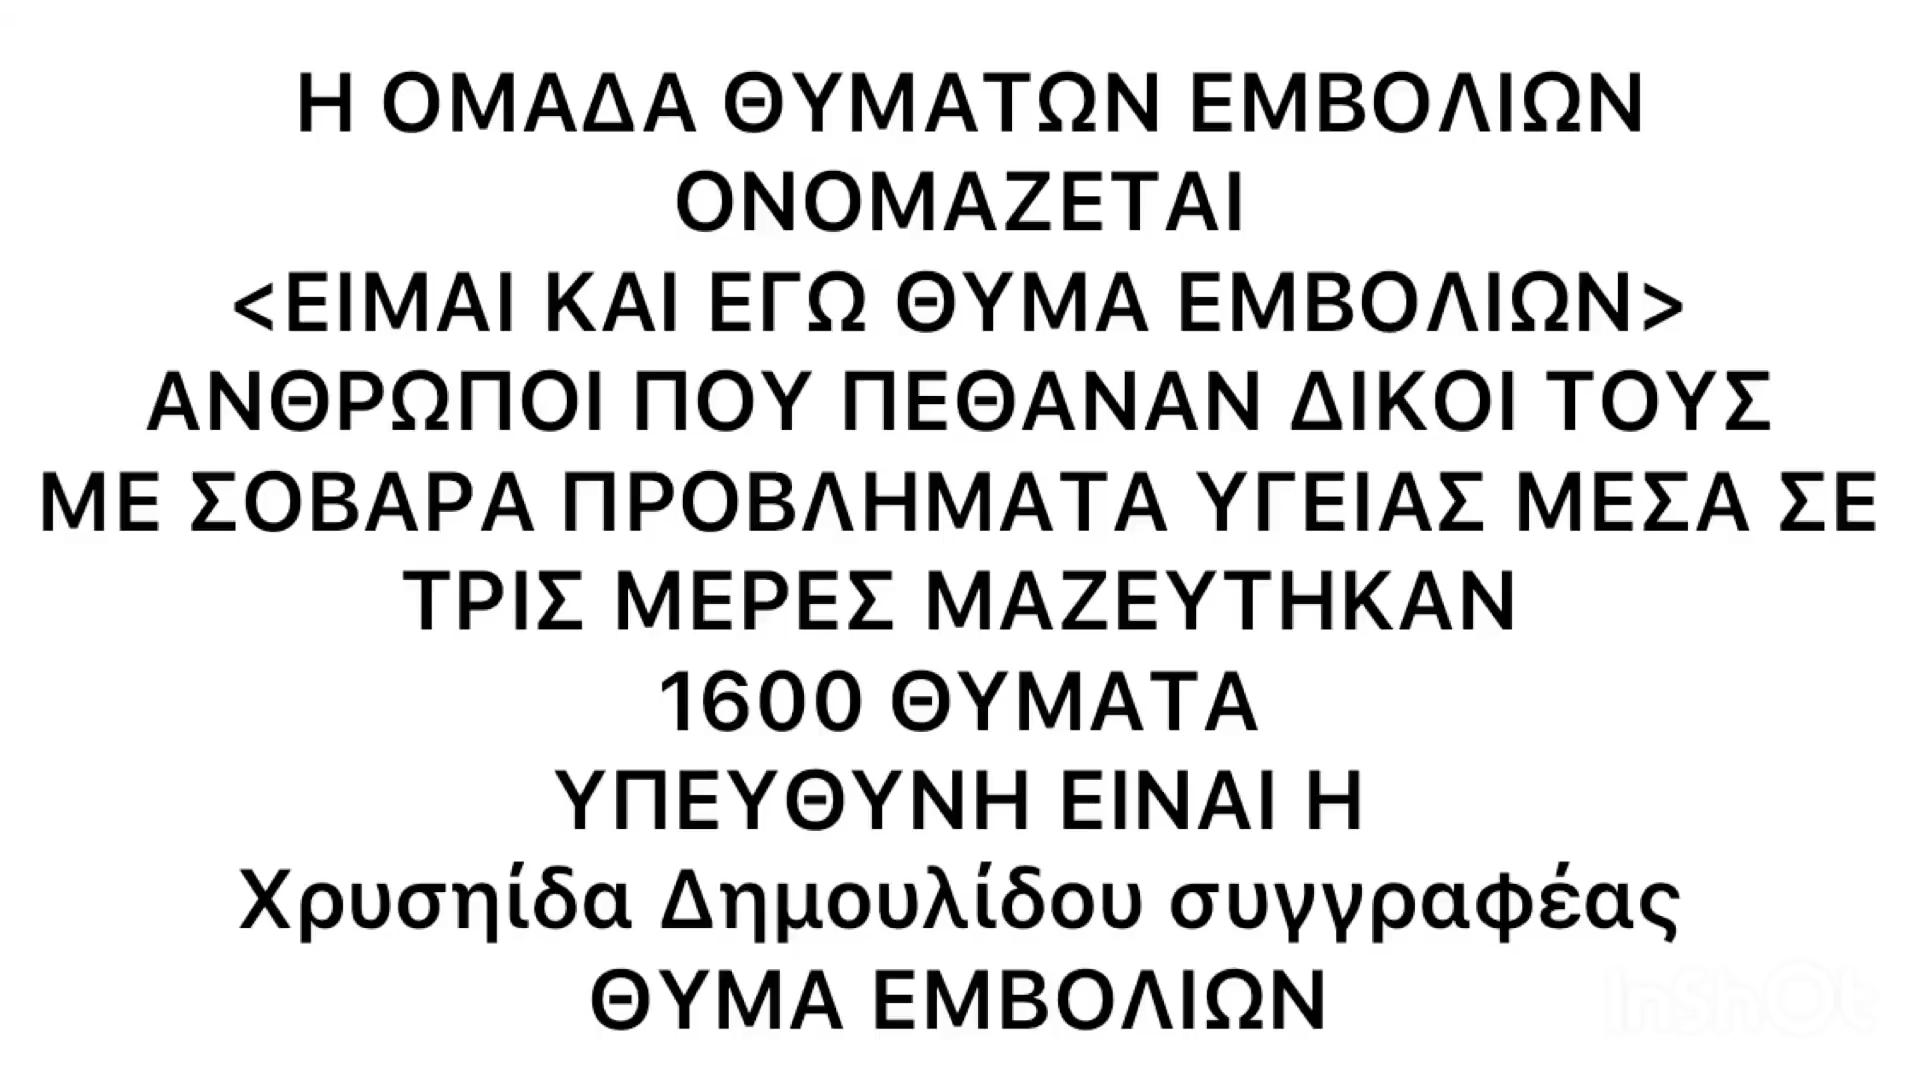 Η ΟΜΑΔΑ ΘΥΜΑΤΩΝ ΕΜΒΟΛΙΩΝ
ΟΝΟΜΑΖΕΤΑΙ
<ΕΙΜΑΙ ΚΑΙ ΕΓΩ ΘΥΜΑ ΕΜΒΟΛΙΩΝ>
ΑΝΘΡΩΠΟΙ ΠΟΥ ΠΕΘΑΝΑΝ ΔΙΚΟΙ ΤΟΥΣ
ΜΕ ΣΟΒΑΡΑ ΠΡΟΒΛΗΜΑΤΑ ΥΓΕΙΑΣ ΜΕΣΑ ΣΕ
ΤΡΙΣ ΜΕΡΕΣ ΜΑΖΕΥΤΗΚΑΝ
1600 ΘΥΜΑΤΑ
ΥΠΕΥΘΥΝΗ ΕΙΝΑΙ Η
Χρυσηίδα Δημουλίδου συγγραφέας
ΘΥΜΑ ΕΜΒΟΛΙΩΝ
InShOt